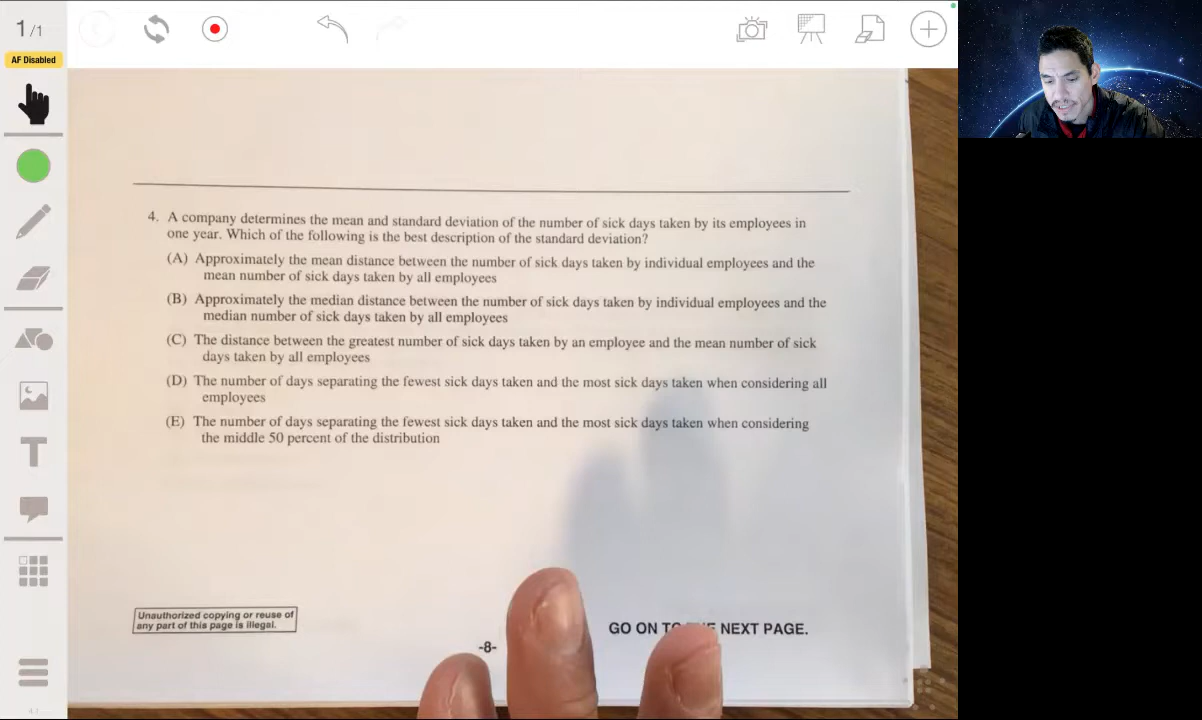 1/1
AF Disabled
4. A company determines the mean and standard deviation of the number of sick days taken by its employees in
one year. Which of the following is the best description of the standard deviation?
(A) Approximately the mean distance between the number of sick days taken by individual employees and the
mean number of sick days taken by all employees
(B) Approximately the median distance between the number of sick days taken by individual employees and the
median number of sick days taken by all employees
(C) The distance between the greatest number of sick days taken by an employee and the mean number of sick
days taken by all employees
(D) The number of days separating the fewest sick days taken and the most sick days taken when considering all
employees
(E) The number of days separating the fewest sick days taken and the most sick days taken when considering
the middle 50 percent of the distribution
T
Unauthorized copying or reuse of
any part of this page is illegal.
GO ON NEXT PAGE.
-8-